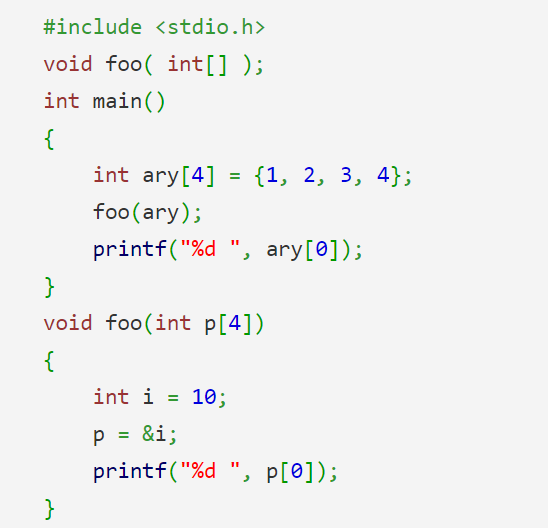 #include <stdio.h>
void foo( int[] );
int main()
{
    int ary[4] = {1, 2, 3, 4};
    foo(ary);
    printf("%d ", ary[0]);
}
void foo(int p[4])
{
    int i = 10;
    p = &i;
    printf("%d ", p[0]);
}